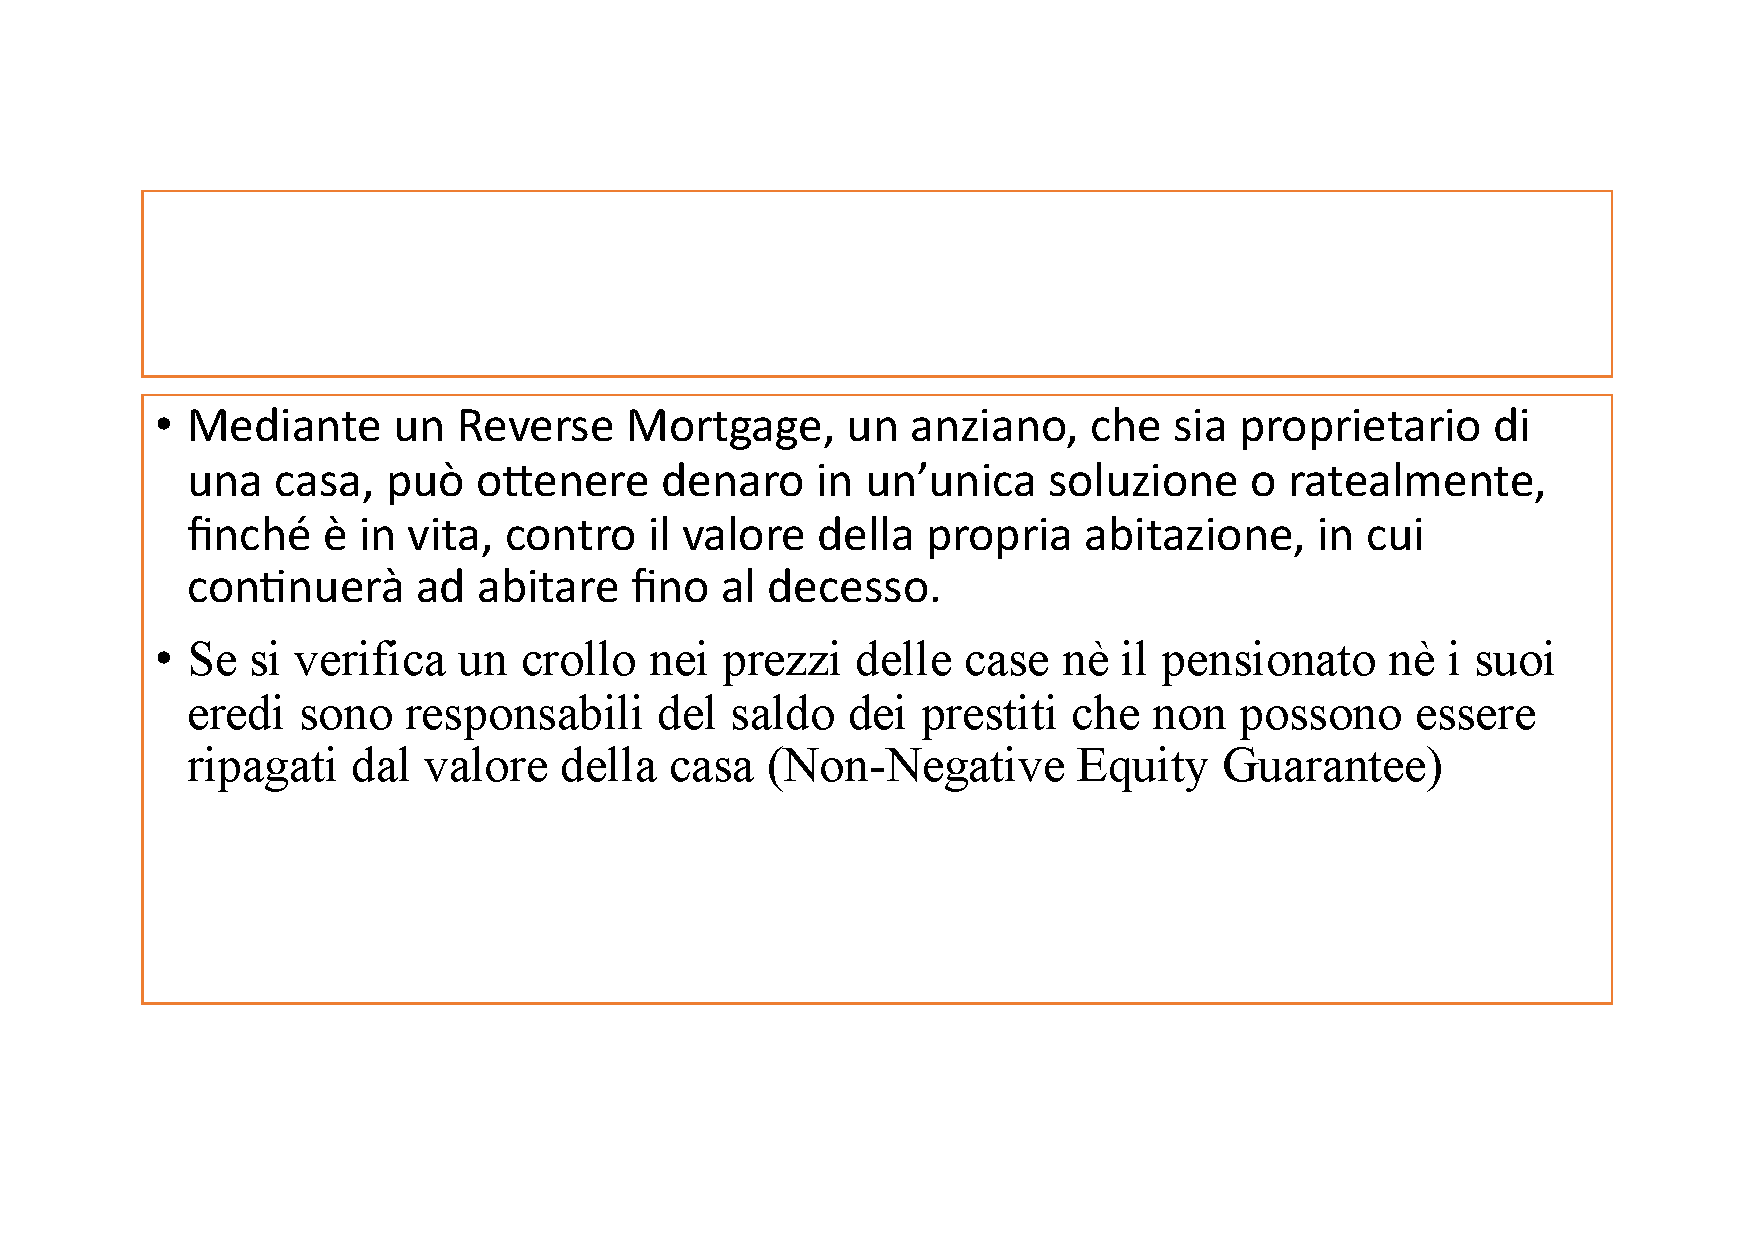 • Mediante un Reverse Mortgage, un anziano, che sia proprietario di
una casa, può ottenere denaro in un’unica soluzione o ratealmente,
finché è in vita, contro il valore della propria abitazione, in cui
continuerà ad abitare fino al decesso.
• Se si verifica un crollo nei prezzi delle case nè il pensionato nè i suoi
eredi sono responsabili del saldo dei prestiti che non possono essere
ripagati dal valore della casa (Non-Negative Equity Guarantee)